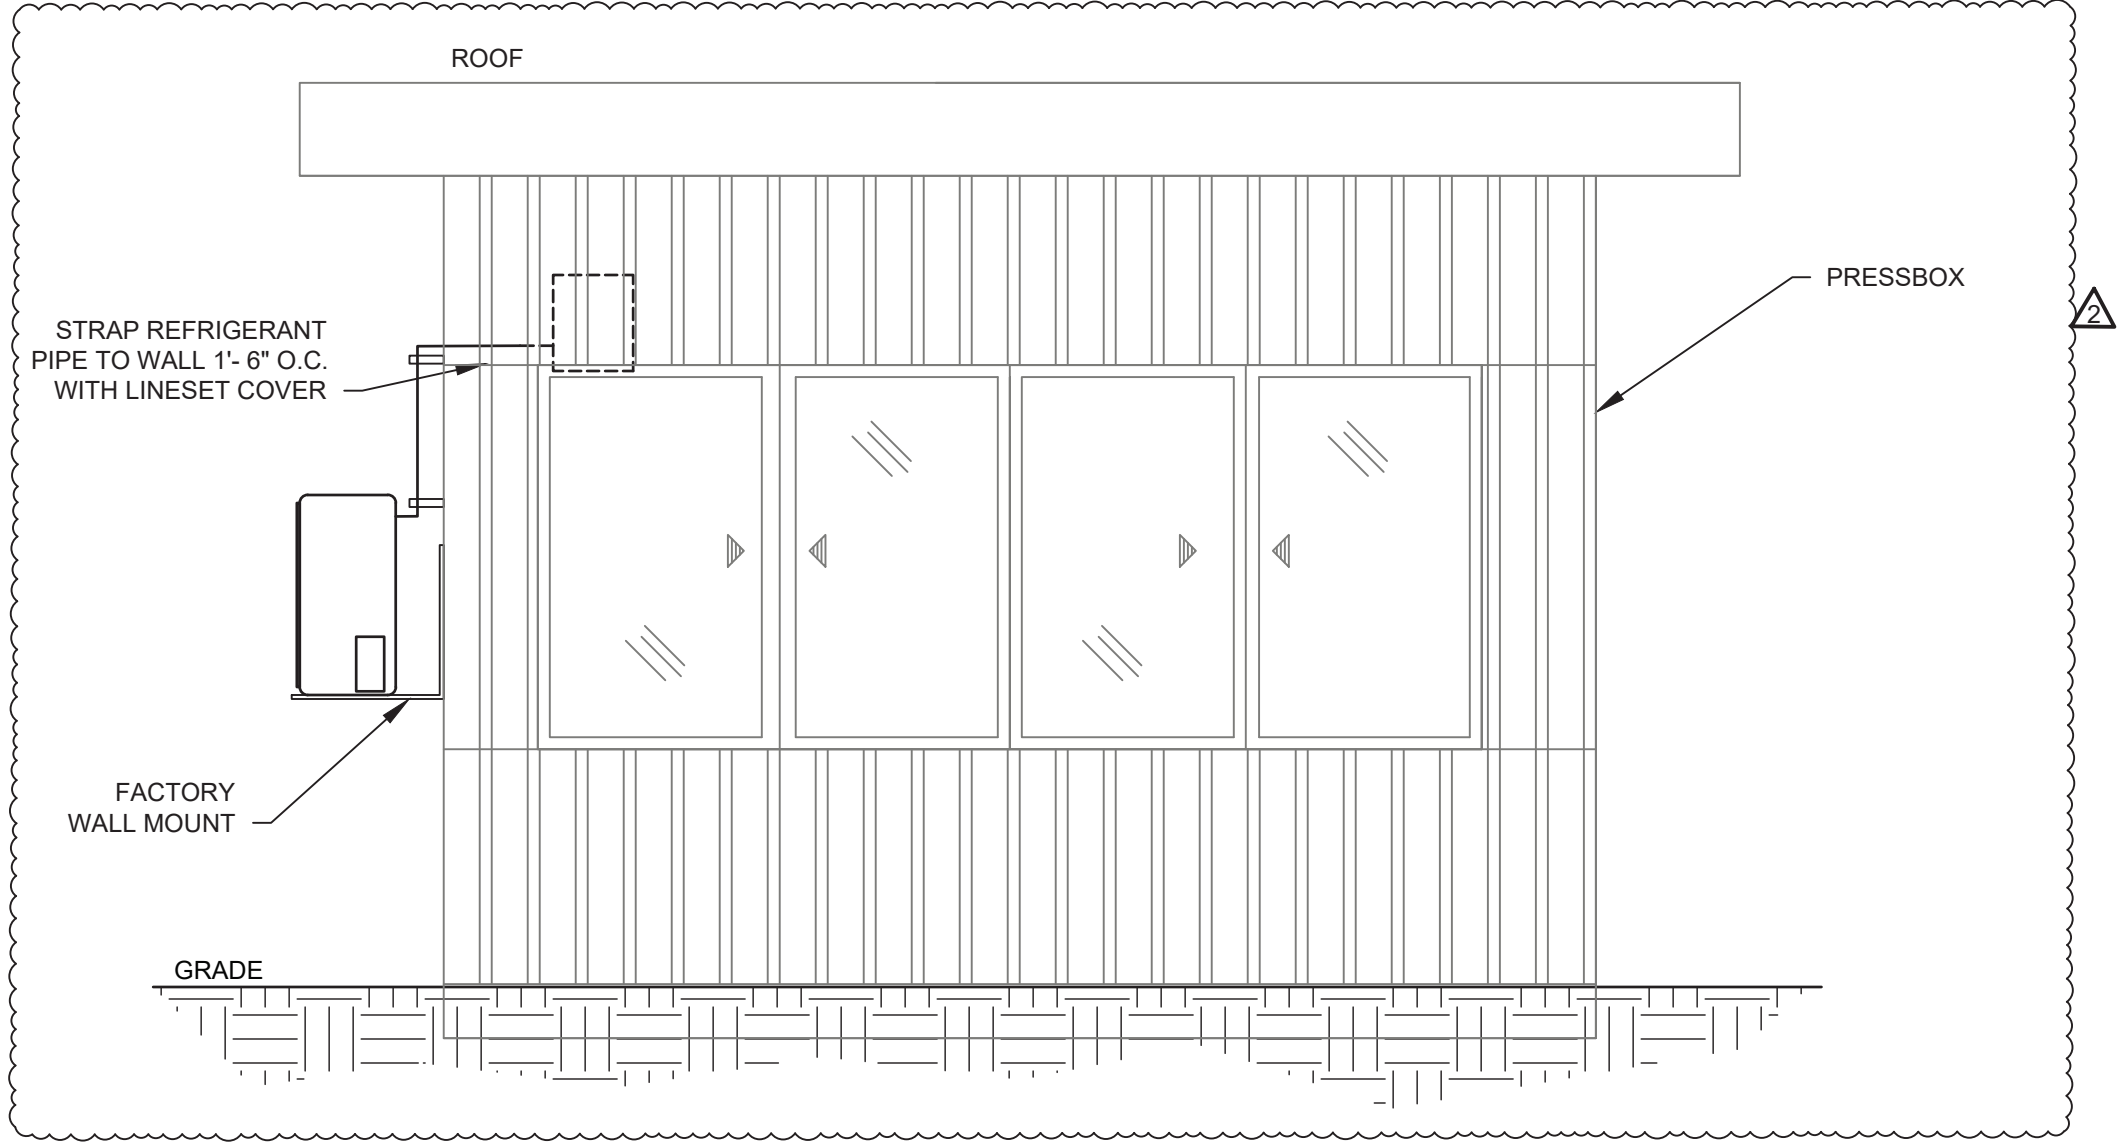 ROOF
PRESSBOX
2
STRAP REFRIGERANT
PIPE TO WALL 1'- 6" O.C.
WITH LINESET COVER
FACTORY
WALL MOUNT
GRADE